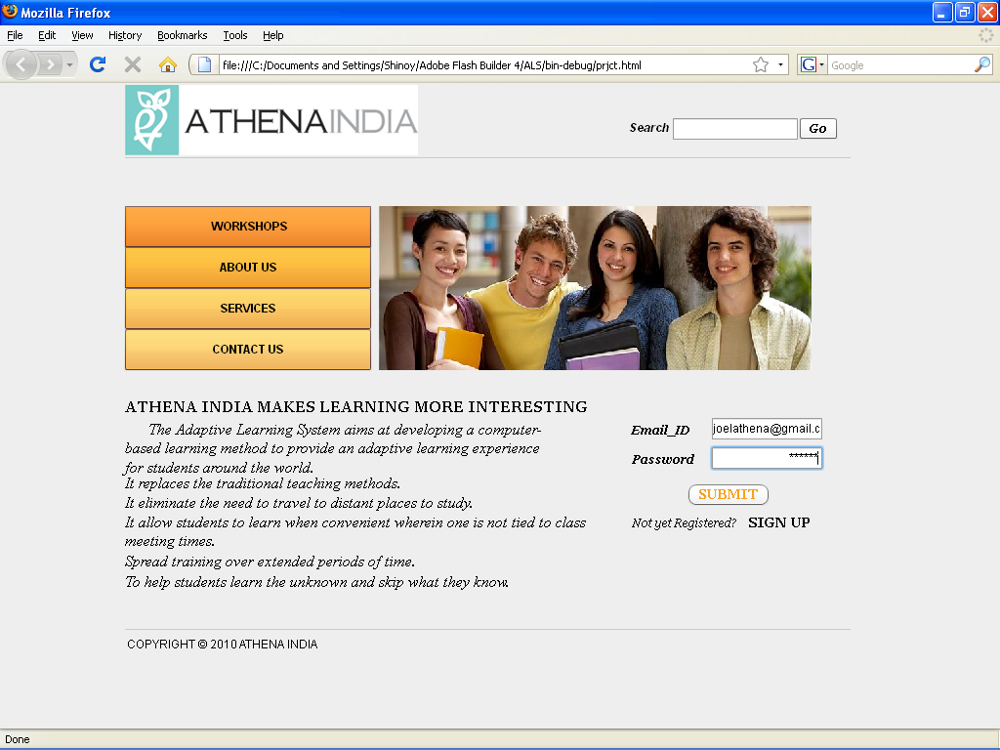 Mozilla Firefox
File Edit View History Bookmarks Tools Help
file:///C:/Documents and Settings/Shinoy/Adobe Flash Builder 4/ALS/bin-debug/prjct.html
G Google
ATHENAINDIA
Search Go
WORKSHOPS
ABOUT US
SERVICES
CONTACT US
ATHENA INDIA MAKES LEARNING MORE INTERESTING
The Adaptive Learning System aims at developing a computer-
based learning method to provide an adaptive learning experience
for students around the world.
It replaces the traditional teaching methods.
It eliminate the need to travel to distant places to study.
It allow students to learn when convenient wherein one is not tied to class
meeting times.
Spread training over extended periods of time.
To help students learn the unknown and skip what they know.
Email_ID joelathena@gmail.c
Password ******
SUBMIT
Not yet Registered? SIGN UP
COPYRIGHT © 2010 ATHENA INDIA
Done